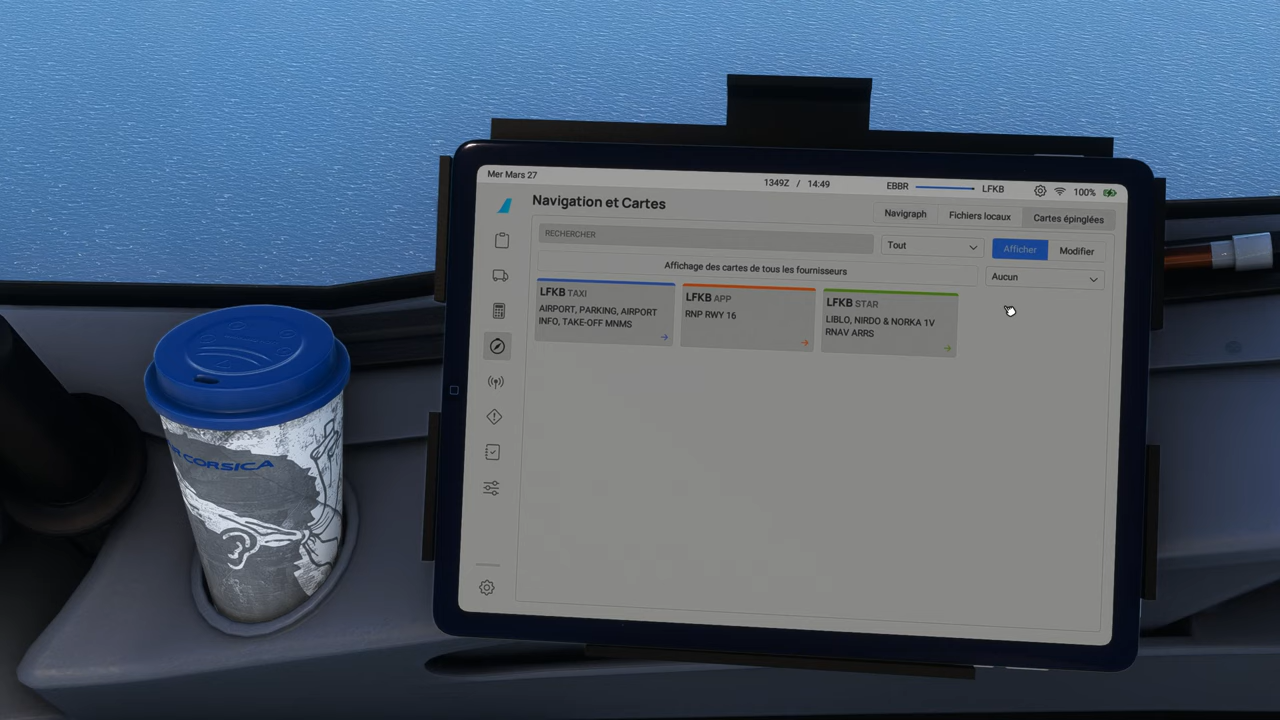 Mer Mars 27
1349Z / 14:49
EBBR LFKB
100%
Navigation et Cartes
Navigraph
Fichiers locaux
Cartes épinglées
RECHERCHER
Tout
Afficher
Modifier
Affichage des cartes de tous les fournisseurs
Aucun
LFKB TAXI
AIRPORT, PARKING, AIRPORT
INFO, TAKE-OFF MNMS
LFKB APP
RNP RWY 16
LFKB STAR
LIBLO, NIRDO & NORKA 1V
RNAV ARRS
CORSICA